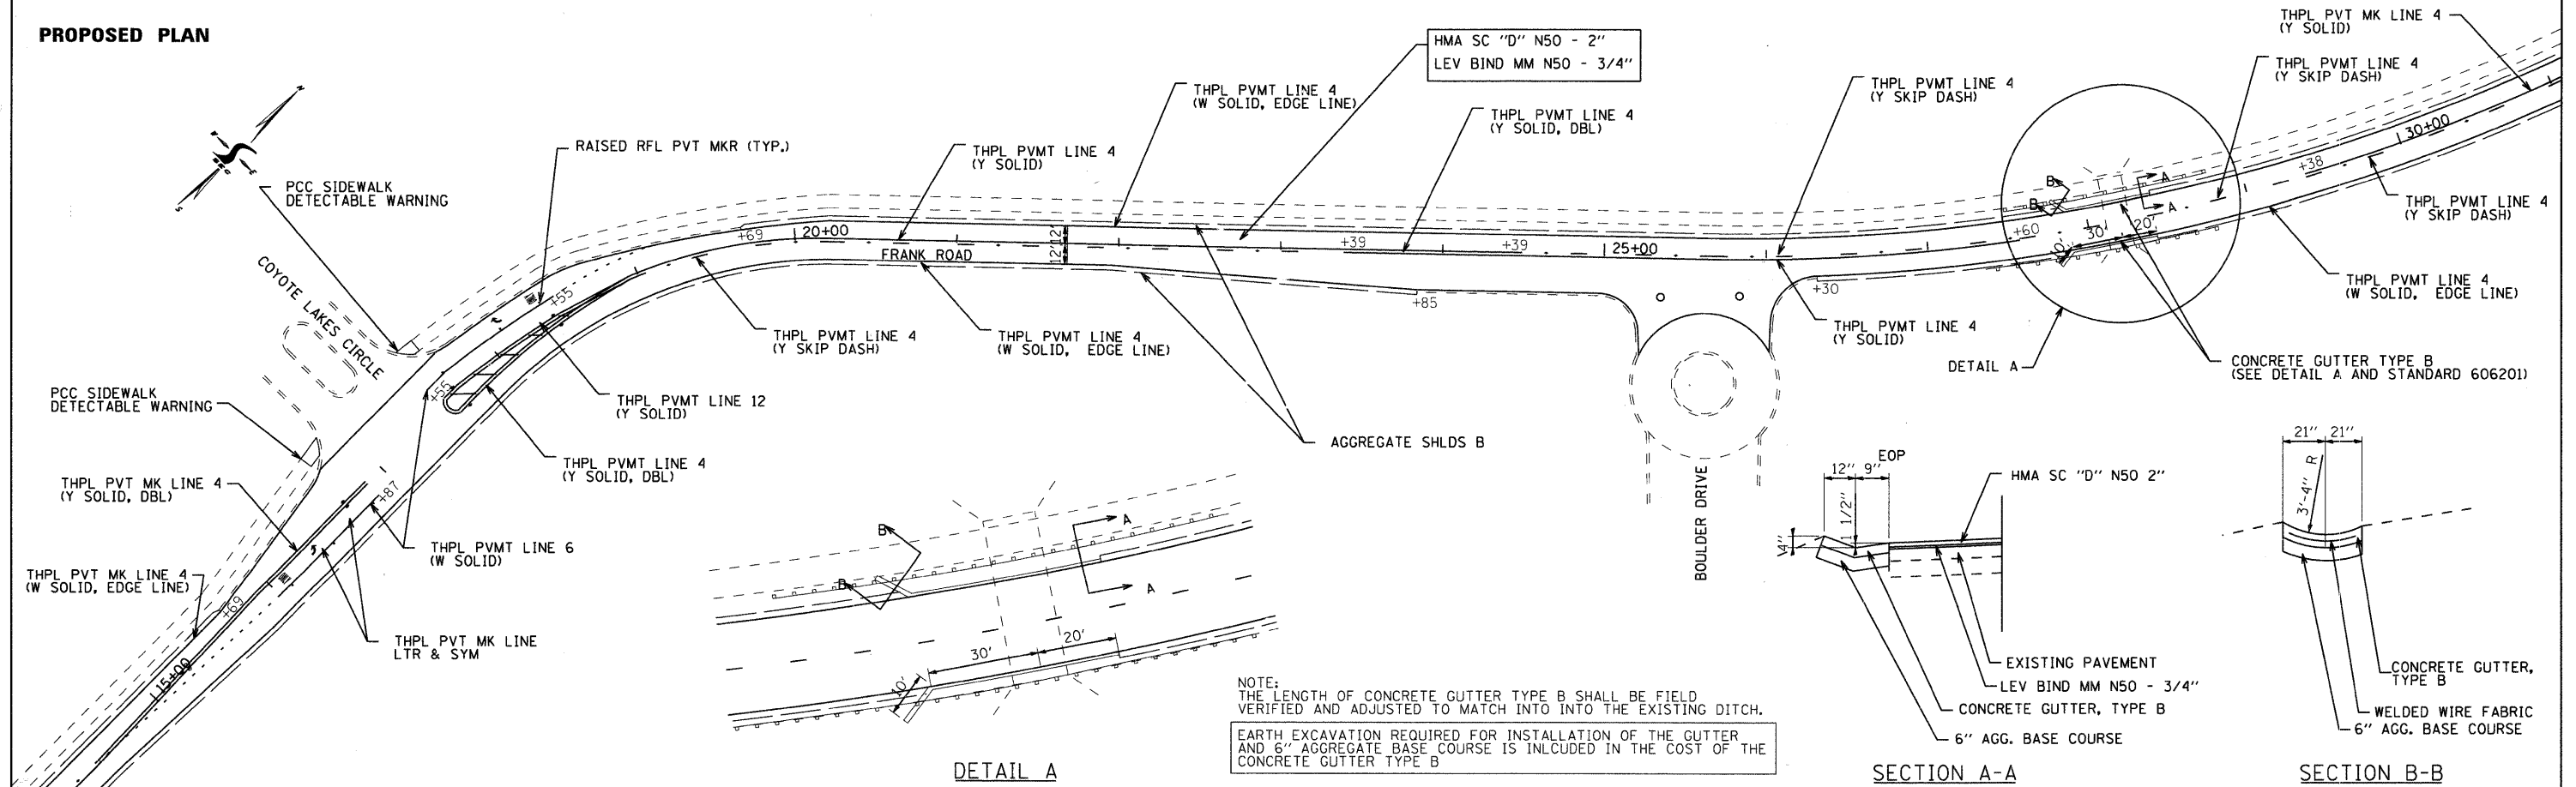 PROPOSED PLAN
THPL PVT MK LINE 4
(Y SOLID)
HMA SC "D" N50 - 2"
LEV BIND MM N50 - 3/4"
THPL PVMT LINE 4
(Y SKIP DASH)
THPL PVMT LINE 4
(W SOLID, EDGE LINE)
THPL PVMT LINE 4
(Y SKIP DASH)
THPL PVMT LINE 4
(Y SOLID, DBL)
RAISED RFL PVT MKR (TYP.)
THPL PVMT LINE 4
(Y SOLID)
N
S
PCC SIDEWALK
DETECTABLE WARNING
30+00
+38
B
A
B
A
THPL PVMT LINE 4
(Y SKIP DASH)
+69
20+00
12'
12'
FRANK ROAD
+39
+39
25+00
+60
30'
20'
10'
COYOTE LAKES CIRCLE
+55
+85
+30
THPL PVMT LINE 4
(W SOLID, EDGE LINE)
THPL PVMT LINE 4
(Y SKIP DASH)
THPL PVMT LINE 4
(W SOLID, EDGE LINE)
THPL PVMT LINE 4
(Y SOLID)
DETAIL A
CONCRETE GUTTER TYPE B
(SEE DETAIL A AND STANDARD 606201)
+55
PCC SIDEWALK
DETECTABLE WARNING
THPL PVMT LINE 12
(Y SOLID)
AGGREGATE SHLDS B
THPL PVMT LINE 4
(Y SOLID, DBL)
THPL PVT MK LINE 4
(Y SOLID, DBL)
+87
THPL PVMT LINE 6
(W SOLID)
THPL PVT MK LINE 4
(W SOLID, EDGE LINE)
+69
THPL PVT MK LINE
LTR & SYM
15+00
BOULDER DRIVE
B
A
B
A
30'
20'
10'
DETAIL A
NOTE:
THE LENGTH OF CONCRETE GUTTER TYPE B SHALL BE FIELD
VERIFIED AND ADJUSTED TO MATCH INTO INTO THE EXISTING DITCH.
EARTH EXCAVATION REQUIRED FOR INSTALLATION OF THE GUTTER
AND 6" AGGREGATE BASE COURSE IS INLCUDED IN THE COST OF THE
CONCRETE GUTTER TYPE B
EOP
12"
9"
1 1/2"
HMA SC "D" N50 2"
EXISTING PAVEMENT
LEV BIND MM N50 - 3/4"
CONCRETE GUTTER, TYPE B
6" AGG. BASE COURSE
SECTION A-A
21"
21"
3'-4" R
CONCRETE GUTTER,
TYPE B
WELDED WIRE FABRIC
6" AGG. BASE COURSE
SECTION B-B